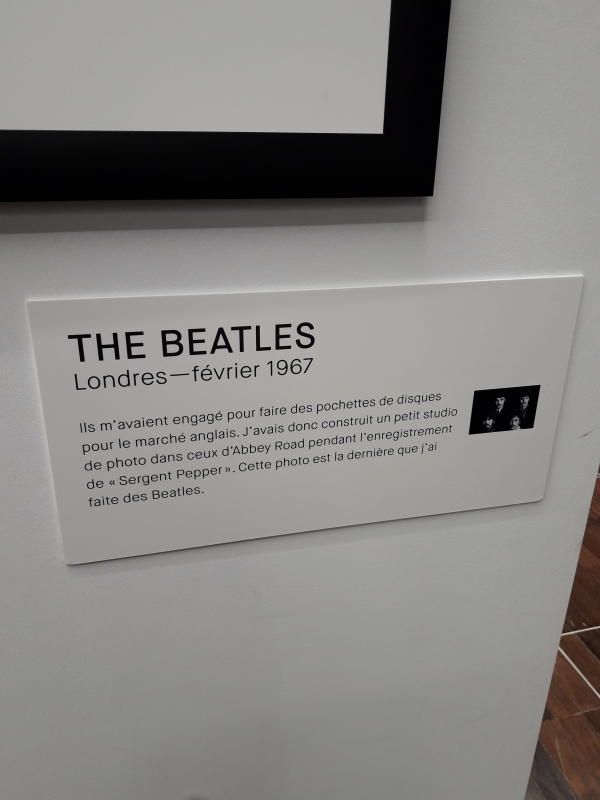 THE BEATLES
Londres—février 1967
Ils m'avaient engagé pour faire des pochettes de disques
pour le marché anglais. J'avais donc construit un petit studio
de photo dans ceux d'Abbey Road pendant l'enregistrement
de « Sergent Pepper ». Cette photo est la dernière que j'ai
faite des Beatles.